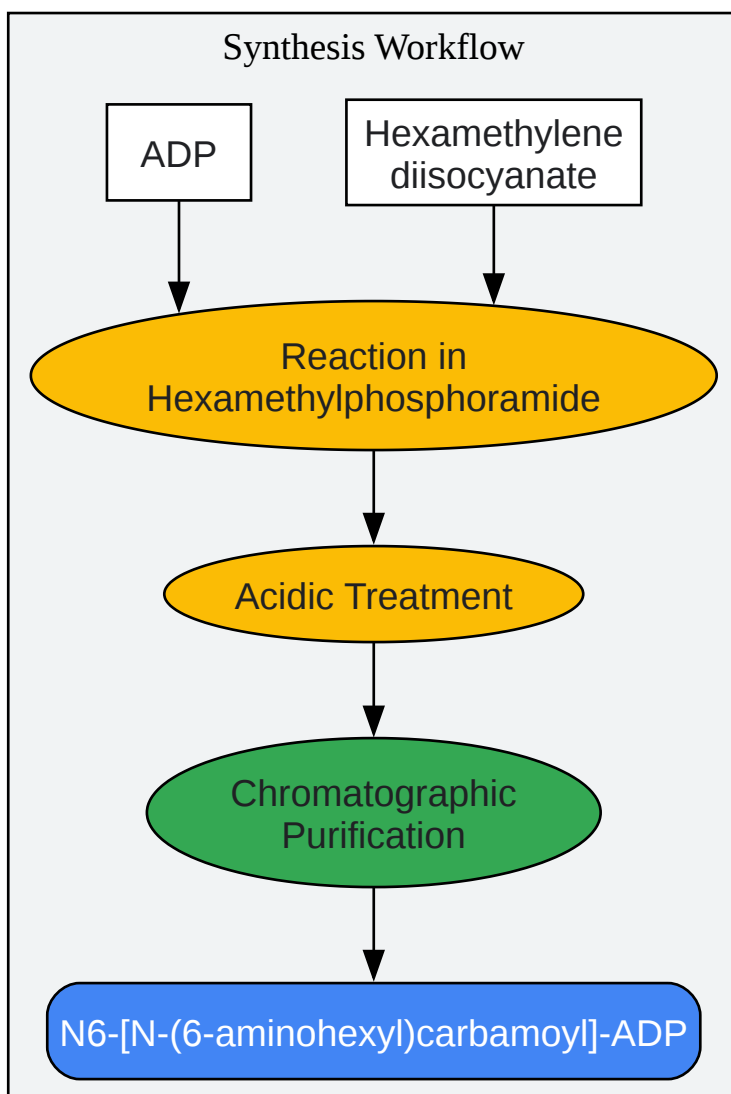 Synthesis Workflow
ADP
Hexamethylene
diisocyanate
Reaction in
Hexamethylphosphoramide
Acidic Treatment
Chromatographic
Purification
N6-[N-(6-aminohexyl)carbamoyl]-ADP